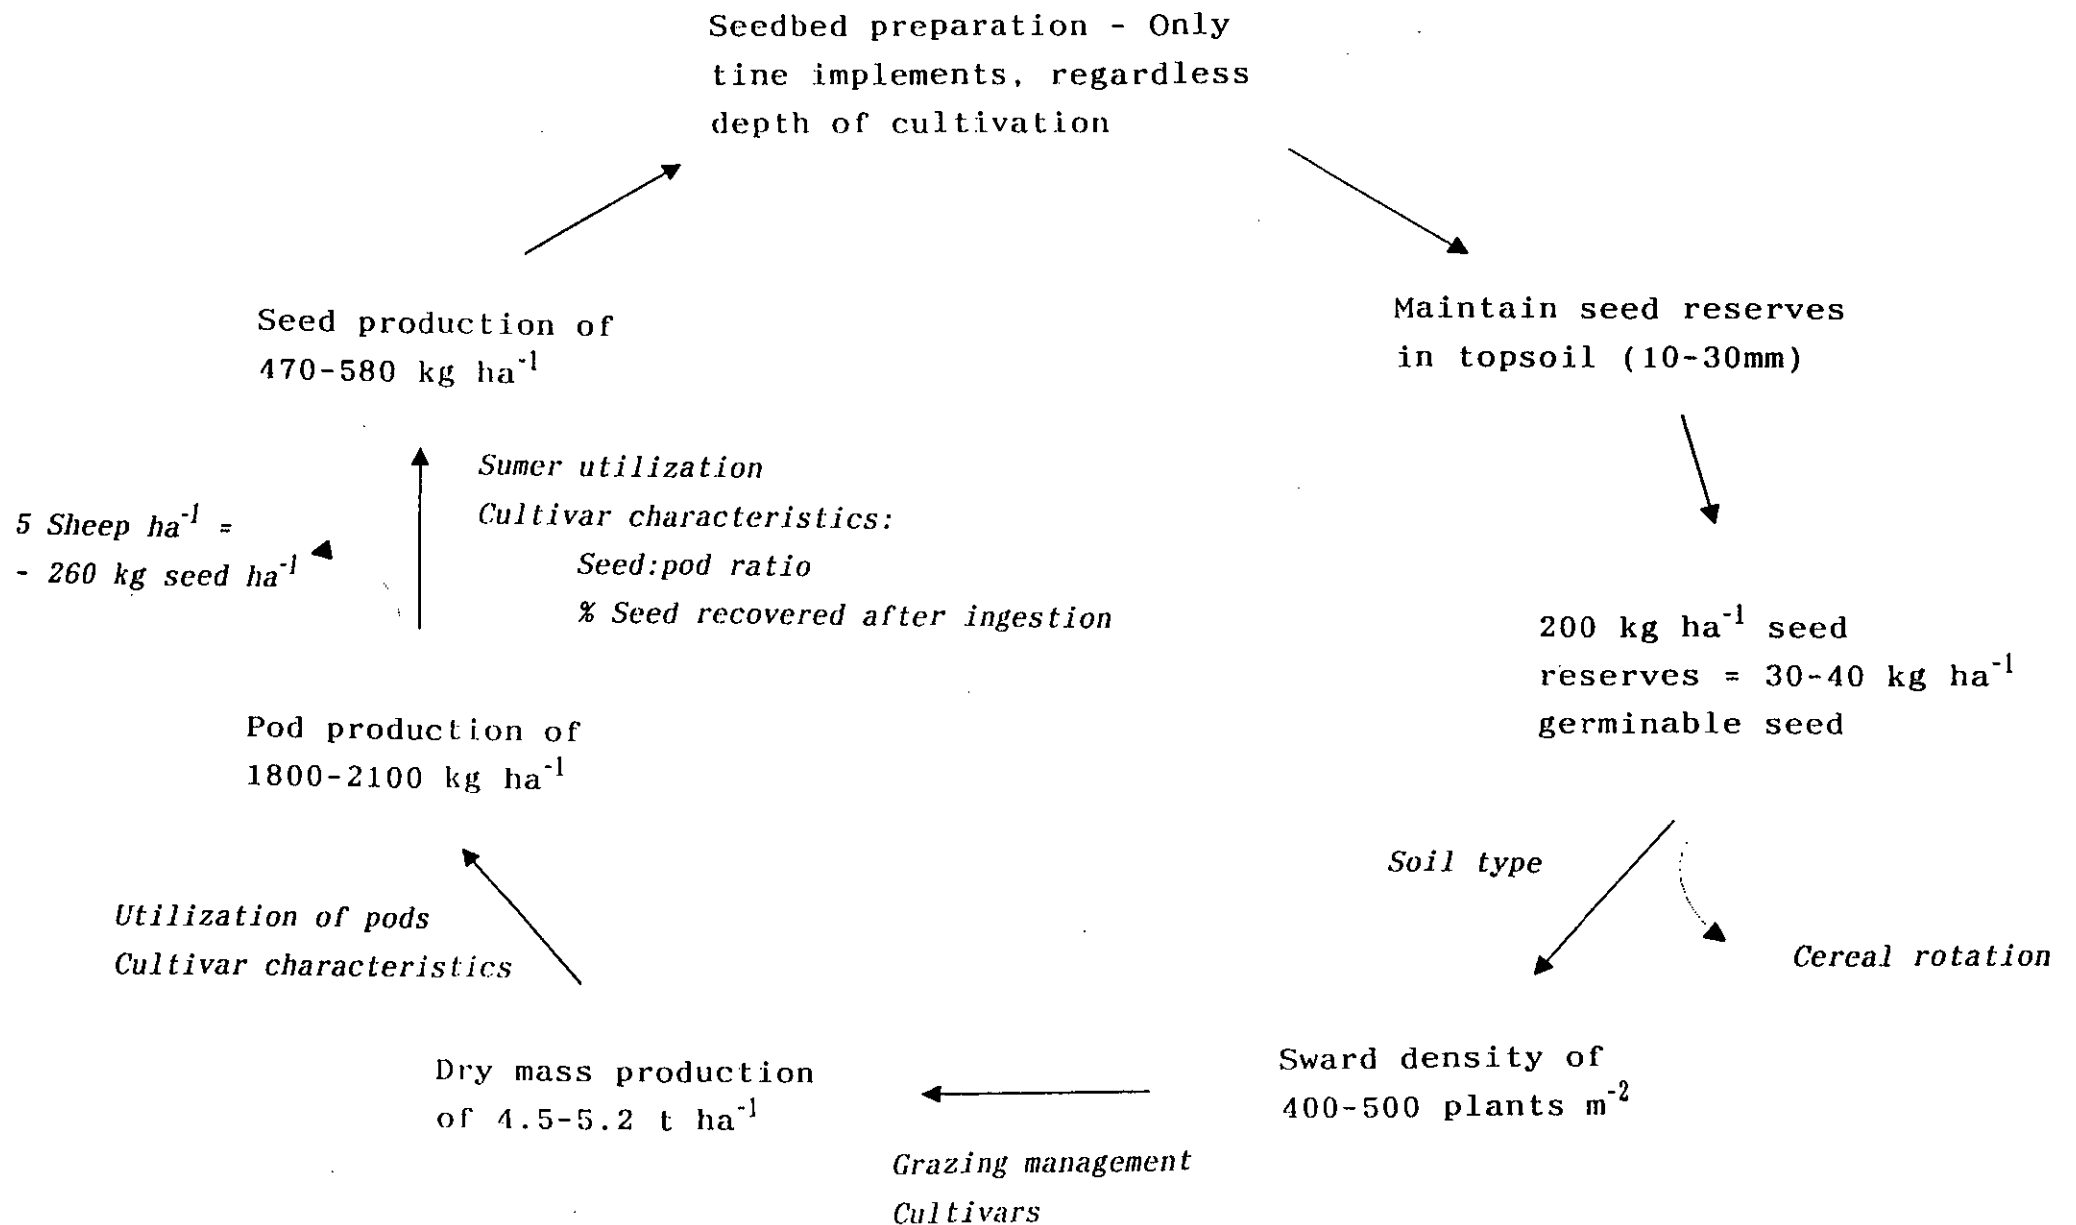 Seedbed preparation - Only
tine implements, regardless
depth of cultivation
Maintain seed reserves
in topsoil (10-30mm)
200 kg ha⁻¹ seed
reserves = 30-40 kg ha⁻¹
germinable seed
Soil type
Cereal rotation
Sward density of
400-500 plants m⁻²
Grazing management
Cultivars
Dry mass production
of 4.5-5.2 t ha⁻¹
Utilization of pods
Cultivar characteristics
Pod production of
1800-2100 kg ha⁻¹
Sumer utilization
Cultivar characteristics:
Seed:pod ratio
% Seed recovered after ingestion
5 Sheep ha⁻¹ =
- 260 kg seed ha⁻¹
Seed production of
470-580 kg ha⁻¹